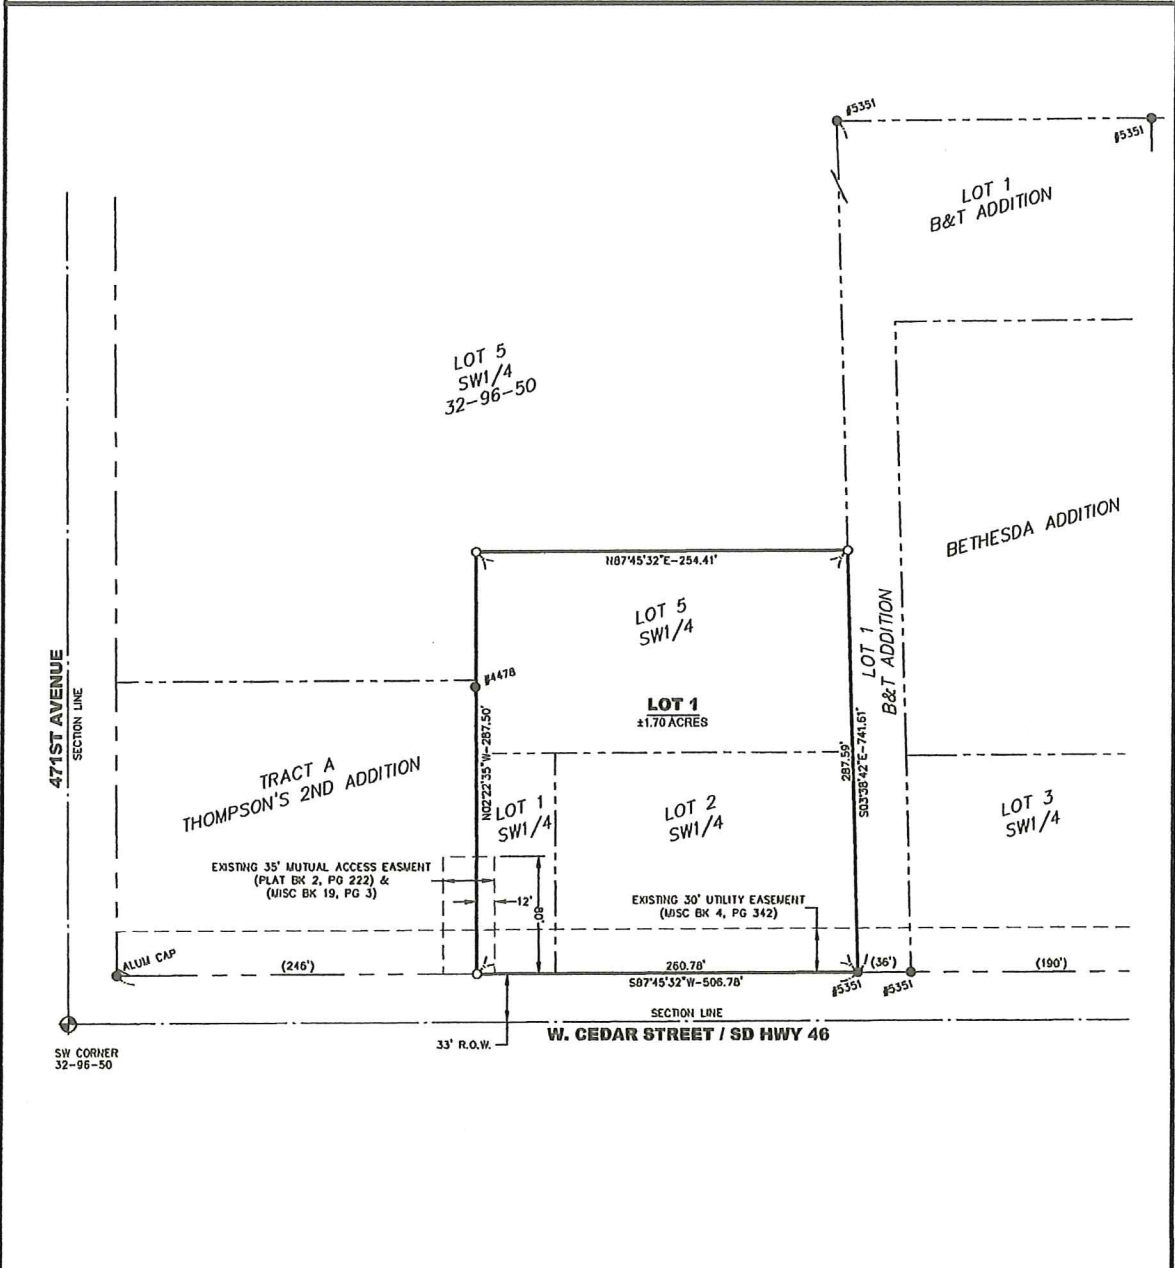 #5351
#5351
LOT 1
B&T ADDITION
LOT 5
SW1/4
32-96-50
BETHESDA ADDITION
N87°45'32"E-254.41'
LOT 5
SW1/4
LOT 1
B&T ADDITION
471ST AVENUE
SECTION LINE
#4478
LOT 1
±1.70 ACRES
N02°22'35"W-287.50'
287.59'
S03°38'42"E-741.61'
TRACT A
THOMPSON'S 2ND ADDITION
LOT 1
SW1/4
LOT 2
SW1/4
LOT 3
SW1/4
EXISTING 35' MUTUAL ACCESS EASMENT
(PLAT BK 2, PG 222) &
(MISC BK 19, PG 3)
12'
80'
EXISTING 30' UTILITY EASEMENT
(MISC BK 4, PG 342)
ALUM CAP
(246')
260.78'
S87°45'32"W-506.78'
(36')
(190')
#5351
#5351
SECTION LINE
W. CEDAR STREET / SD HWY 46
33' R.O.W.
SW CORNER
32-96-50